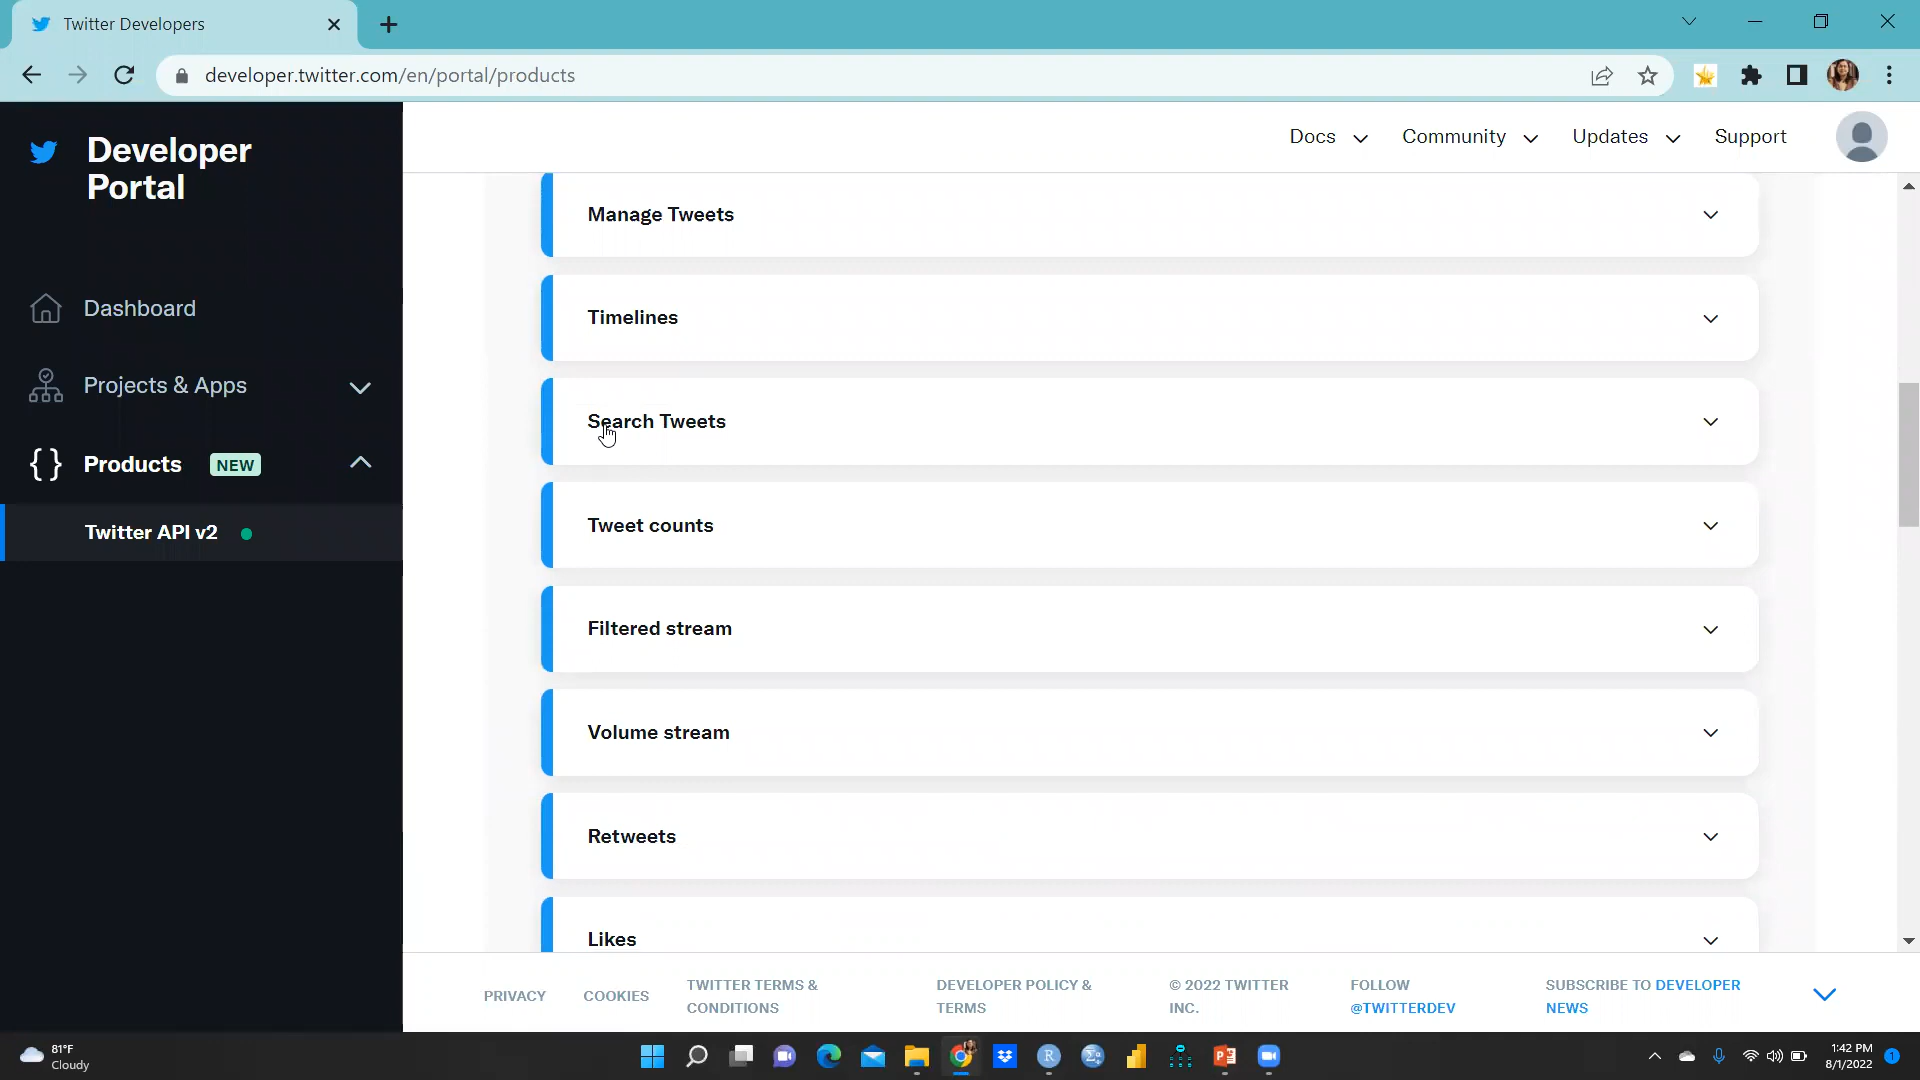 Twitter Developers
developer.twitter.com/en/portal/products
Developer
Portal
Docs
Community
Updates
Support
Dashboard
Projects & Apps
Products NEW
Twitter API v2
Manage Tweets
Timelines
Search Tweets
Tweet counts
Filtered stream
Volume stream
Retweets
Likes
PRIVACY
COOKIES
TWITTER TERMS &
CONDITIONS
DEVELOPER POLICY &
TERMS
© 2022 TWITTER
INC.
FOLLOW
@TWITTERDEV
SUBSCRIBE TO DEVELOPER
NEWS
81°F
Cloudy
1:42 PM
8/1/2022
1